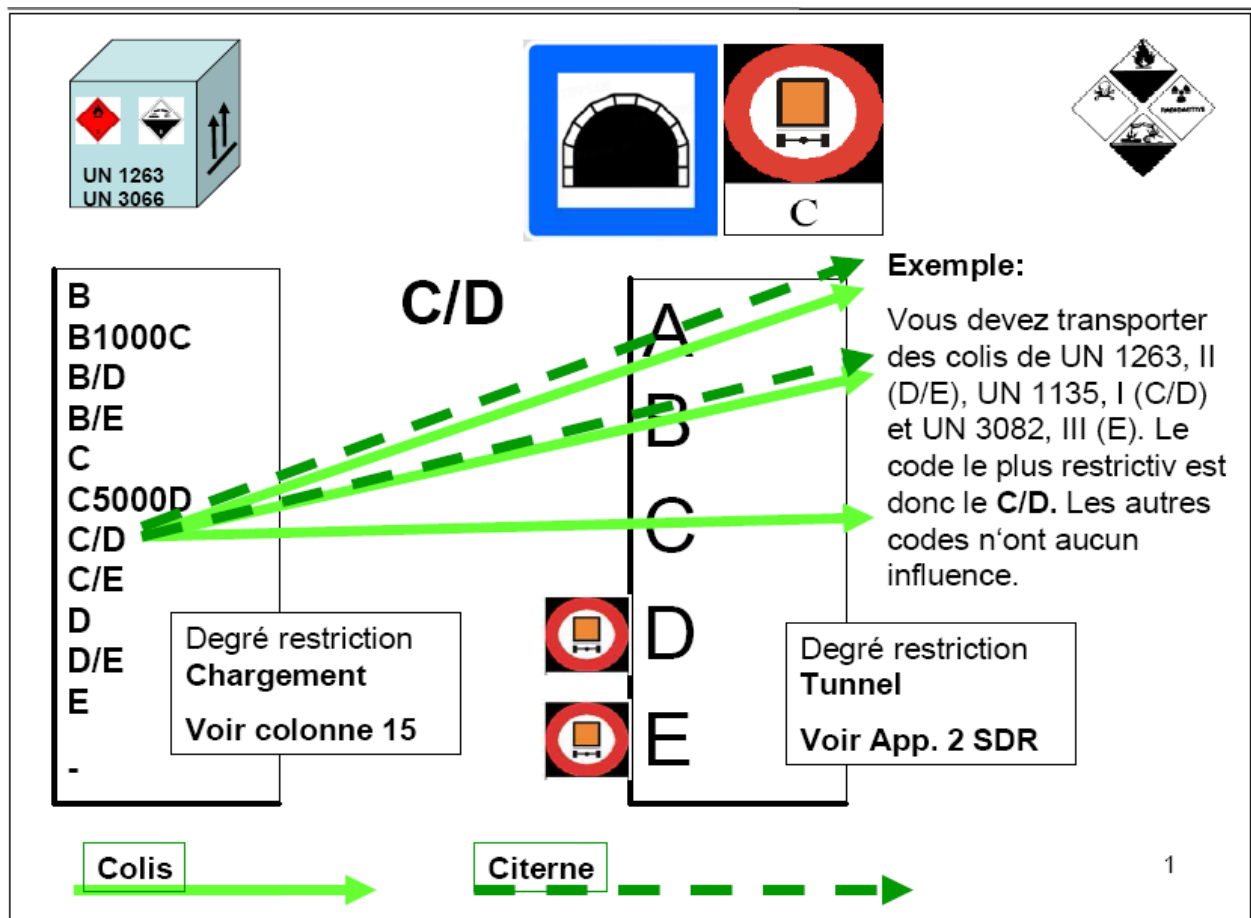 UN 1263
UN 3066
C
RADIOACTIVE
B
B1000C
B/D
B/E
C
C5000D
C/D
C/E
D
D/E
E
-
C/D
A
B
C
D
E
Exemple:
Vous devez transporter
des colis de UN 1263, II
(D/E), UN 1135, I (C/D)
et UN 3082, III (E). Le
code le plus restrictiv est
donc le C/D. Les autres
codes n‘ont aucun
influence.
Degré restriction
Chargement
Voir colonne 15
Degré restriction
Tunnel
Voir App. 2 SDR
Colis
Citerne
1